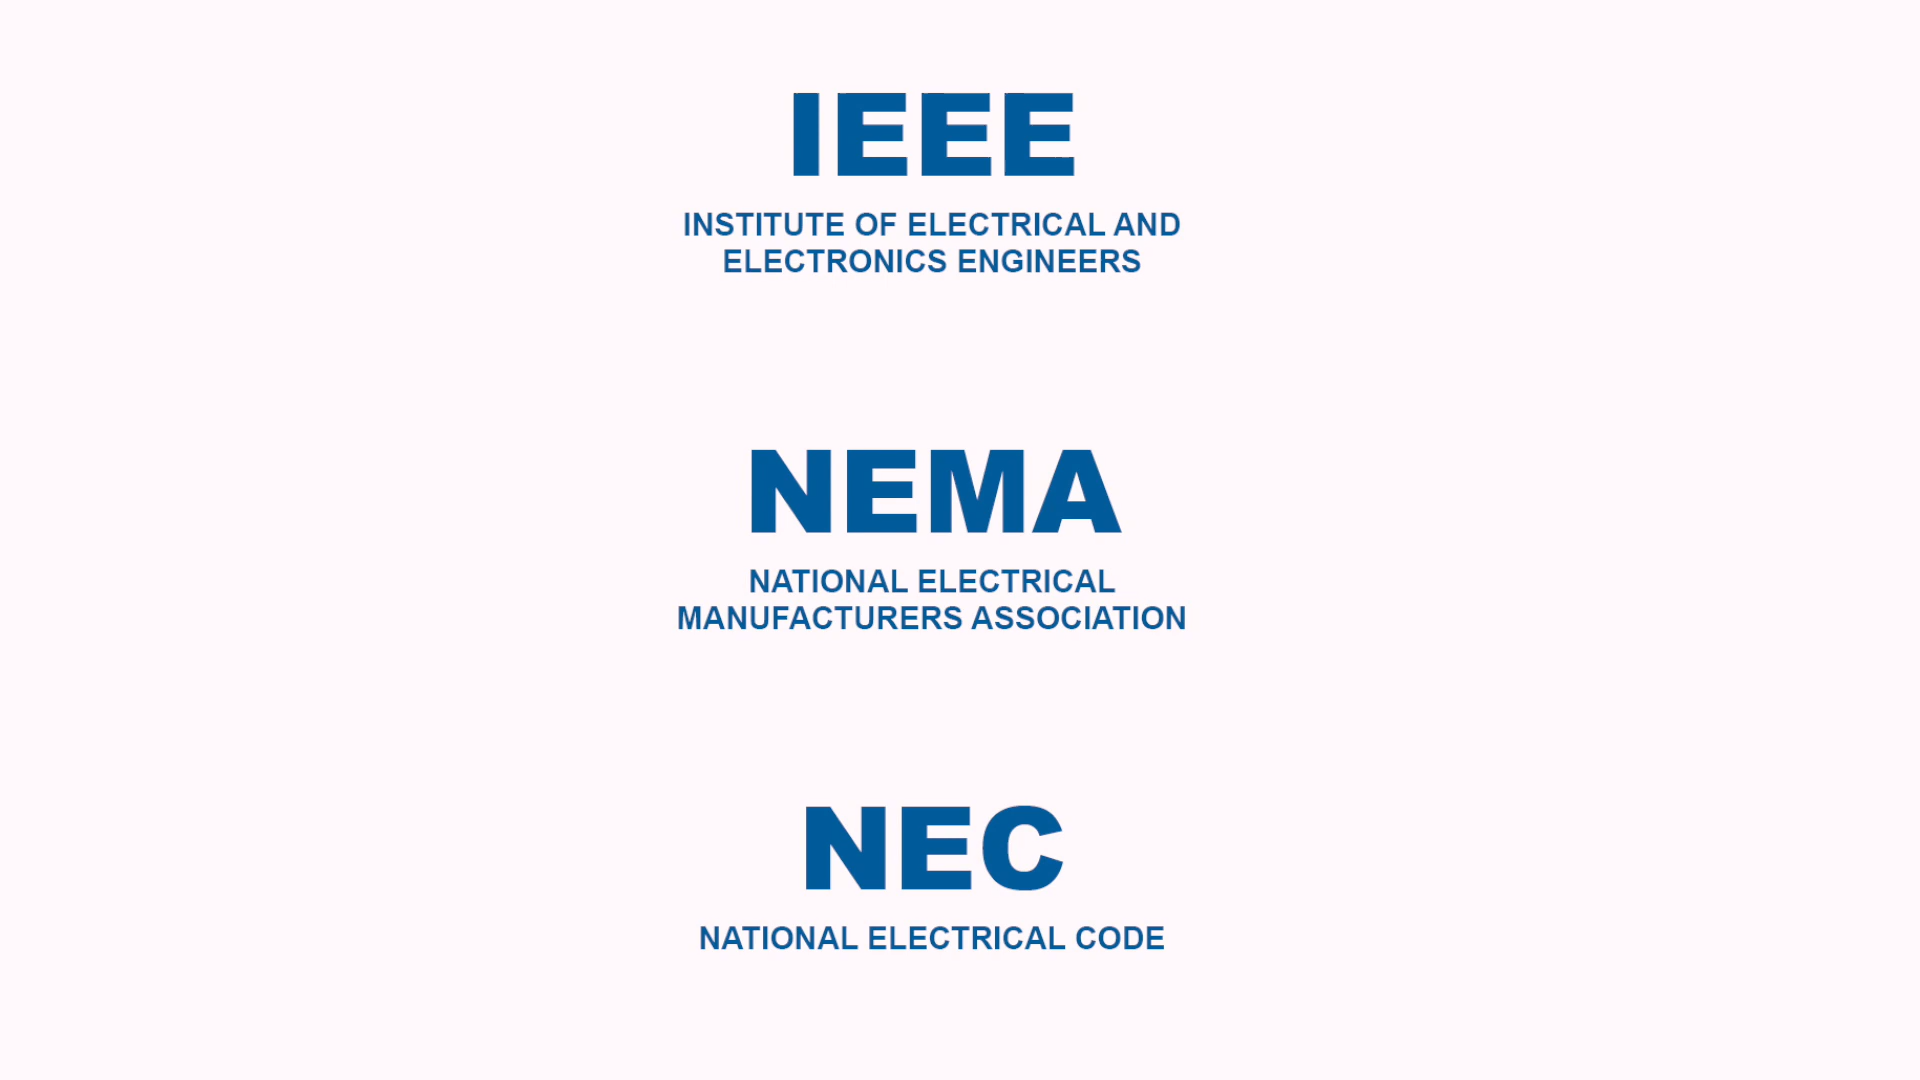 IEEE
INSTITUTE OF ELECTRICAL AND
ELECTRONICS ENGINEERS
NEMA
NATIONAL ELECTRICAL
MANUFACTURERS ASSOCIATION
NEC
NATIONAL ELECTRICAL CODE